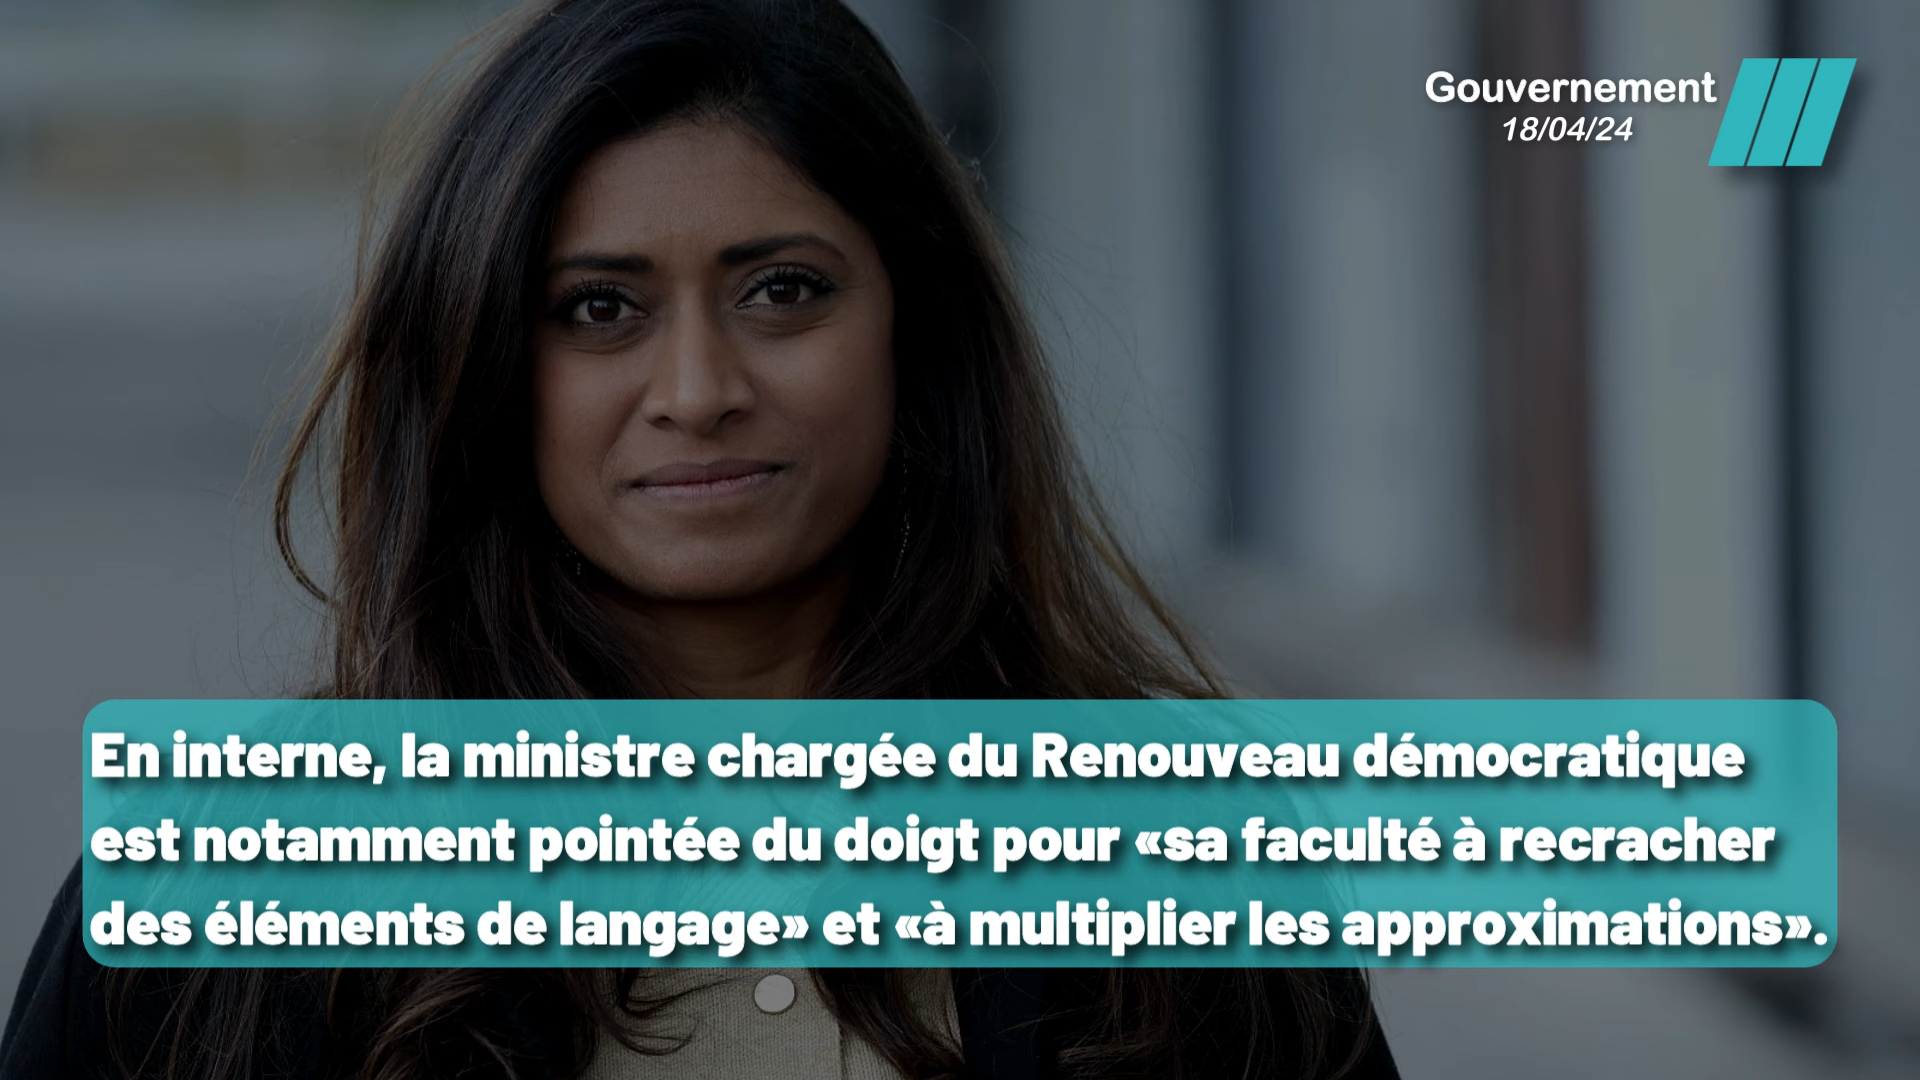 Gouvernement
18/04/24
En interne, la ministre chargée du Renouveau démocratique
est notamment pointée du doigt pour «sa faculté à recracher
des éléments de langage» et «à multiplier les approximations».